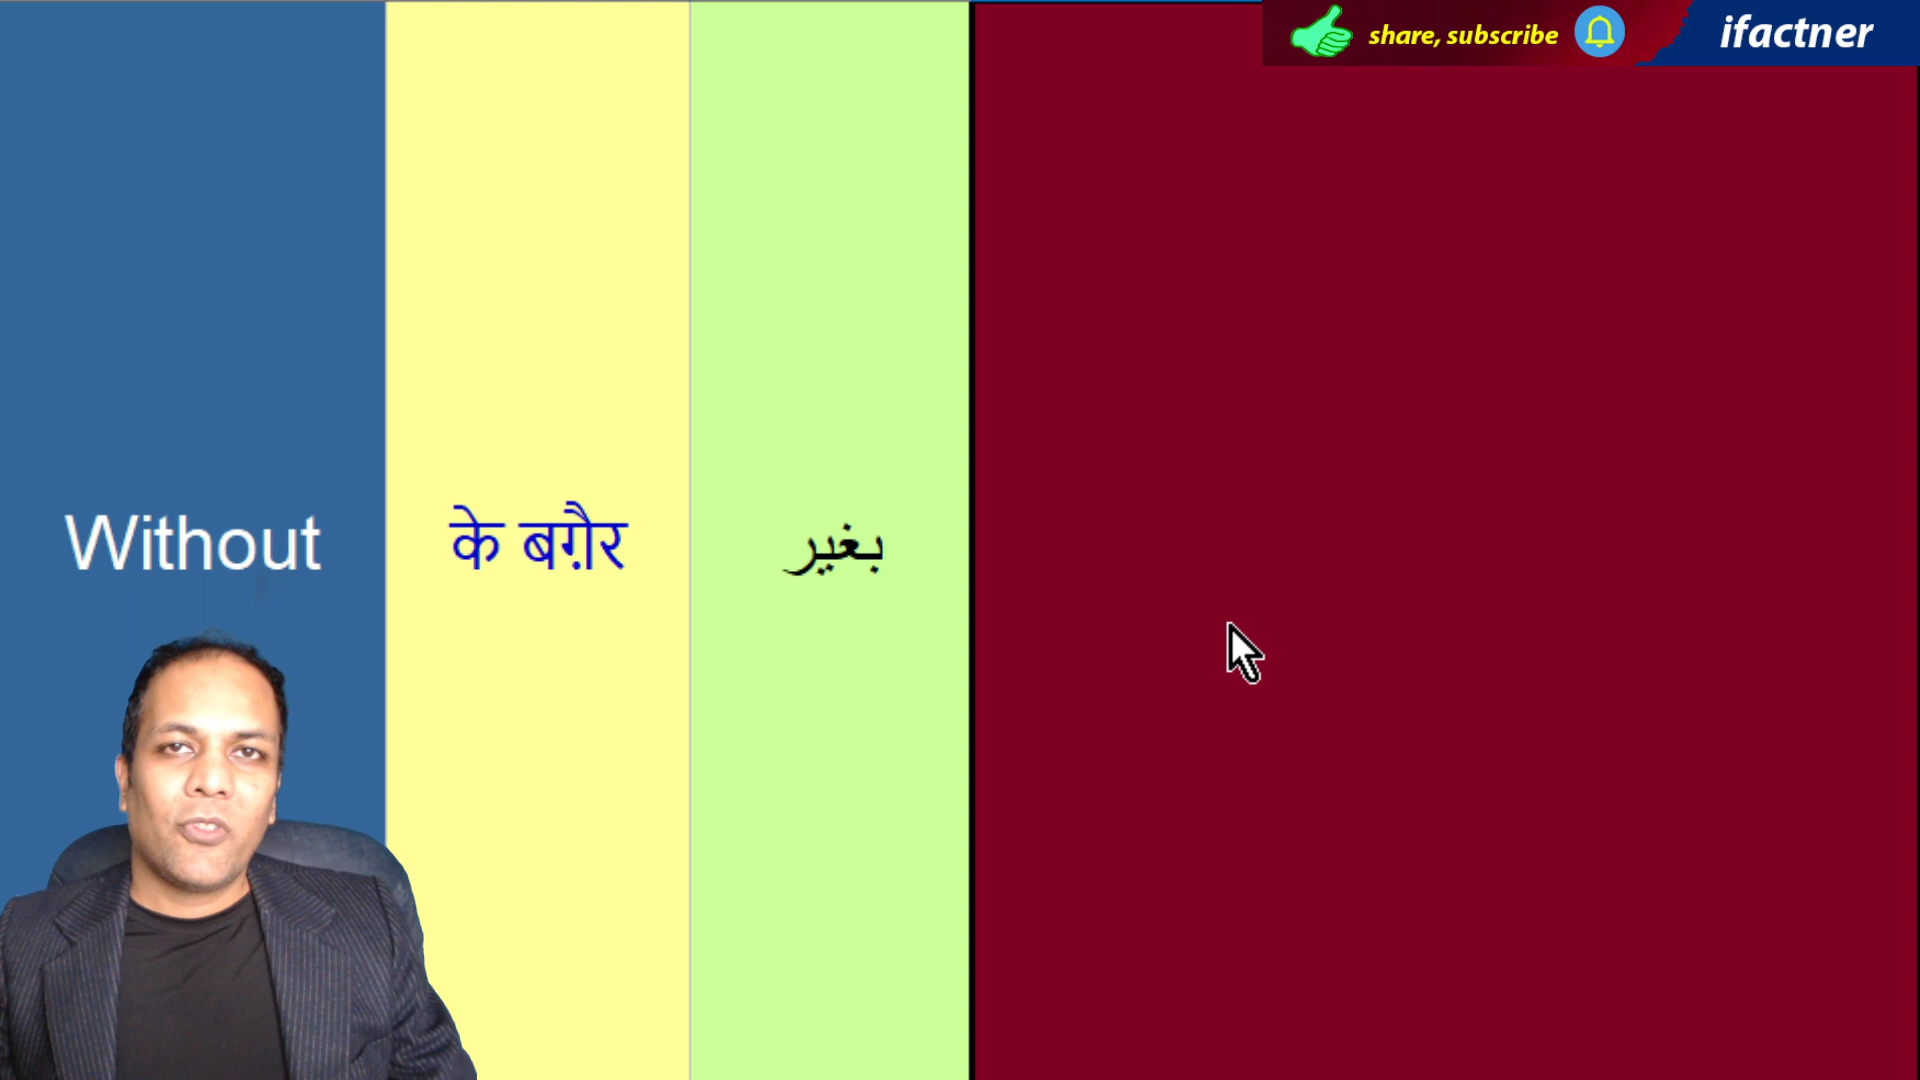 share, subscribe
ifactner
Without
के बग़ैर
بغیر